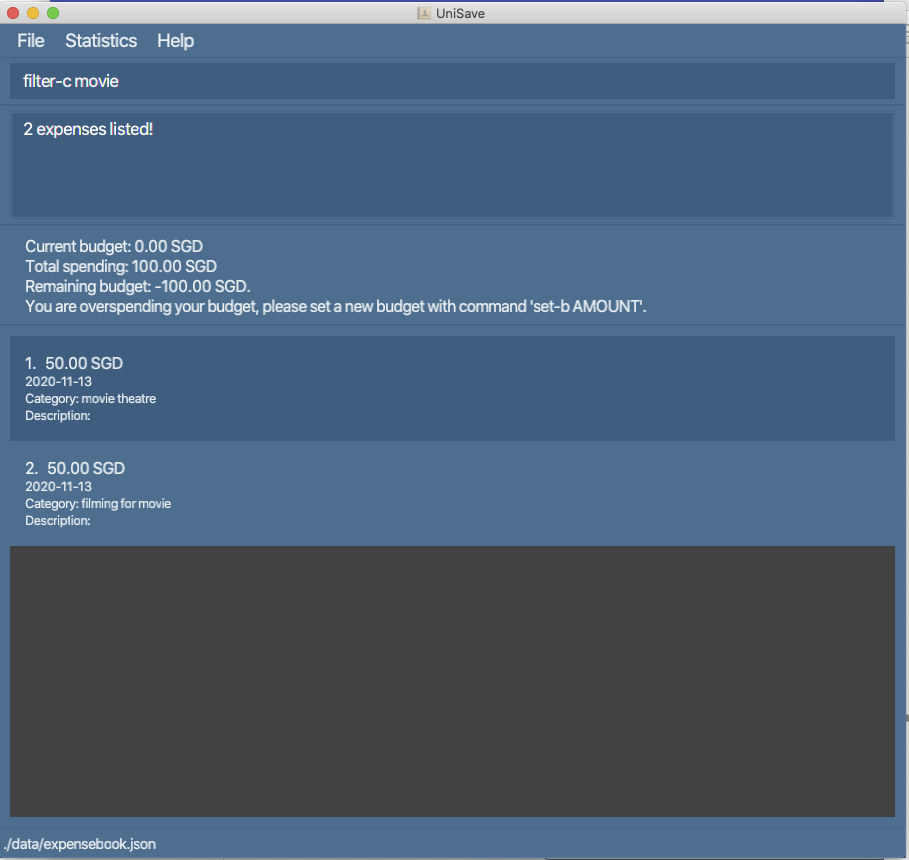 UniSave
File Statistics Help
filter-c movie
2 expenses listed!
Current budget: 0.00 SGD
Total spending: 100.00 SGD
Remaining budget: -100.00 SGD.
You are overspending your budget, please set a new budget with command 'set-b AMOUNT'.
1. 50.00 SGD
2020-11-13
Category: movie theatre
Description:
2. 50.00 SGD
2020-11-13
Category: filming for movie
Description:
./data/expensebook.json